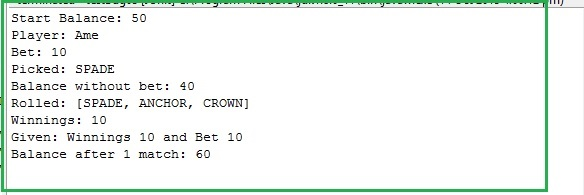 Start Balance: 50
Player: Ame
Bet: 10
Picked: SPADE
Balance without bet: 40
Rolled: [SPADE, ANCHOR, CROWN]
Winnings: 10
Given: Winnings 10 and Bet 10
Balance after 1 match: 60